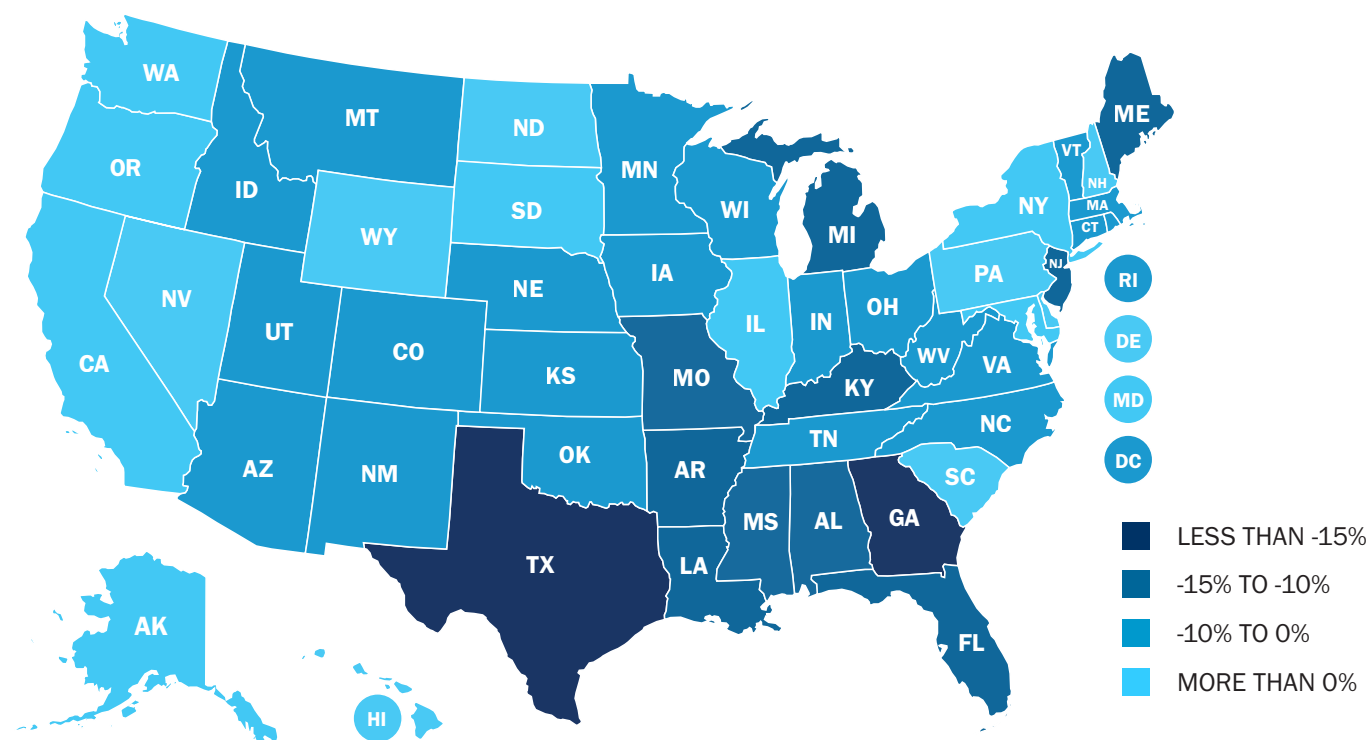 WA
MT
ND
MN
ME
OR
ID
SD
WI
MI
VT
NH
NY
MA
CT
WY
NV
NE
IA
PA
NJ
RI
UT
CO
IL
IN
OH
DE
CA
KS
MO
KY
WV
VA
MD
AZ
NM
OK
TN
NC
DC
AR
SC
MS
AL
GA
TX
LA
FL
AK
HI
LESS THAN -15%
-15% TO -10%
-10% TO 0%
MORE THAN 0%